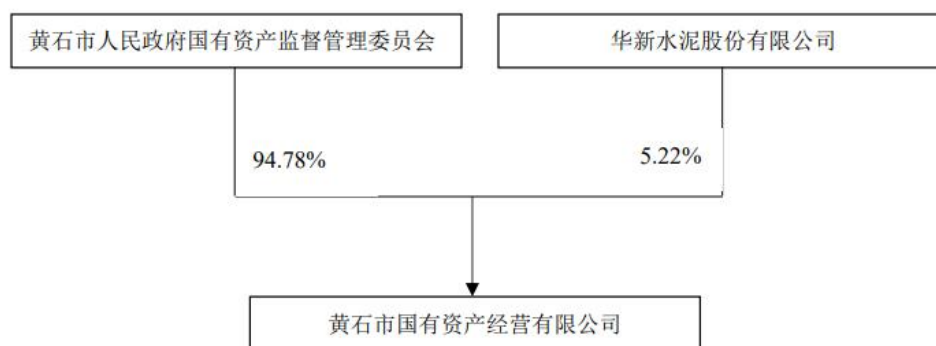 黄石市人民政府国有资产监督管理委员会
华新水泥股份有限公司
94.78%
5.22%
黄石市国有资产经营有限公司